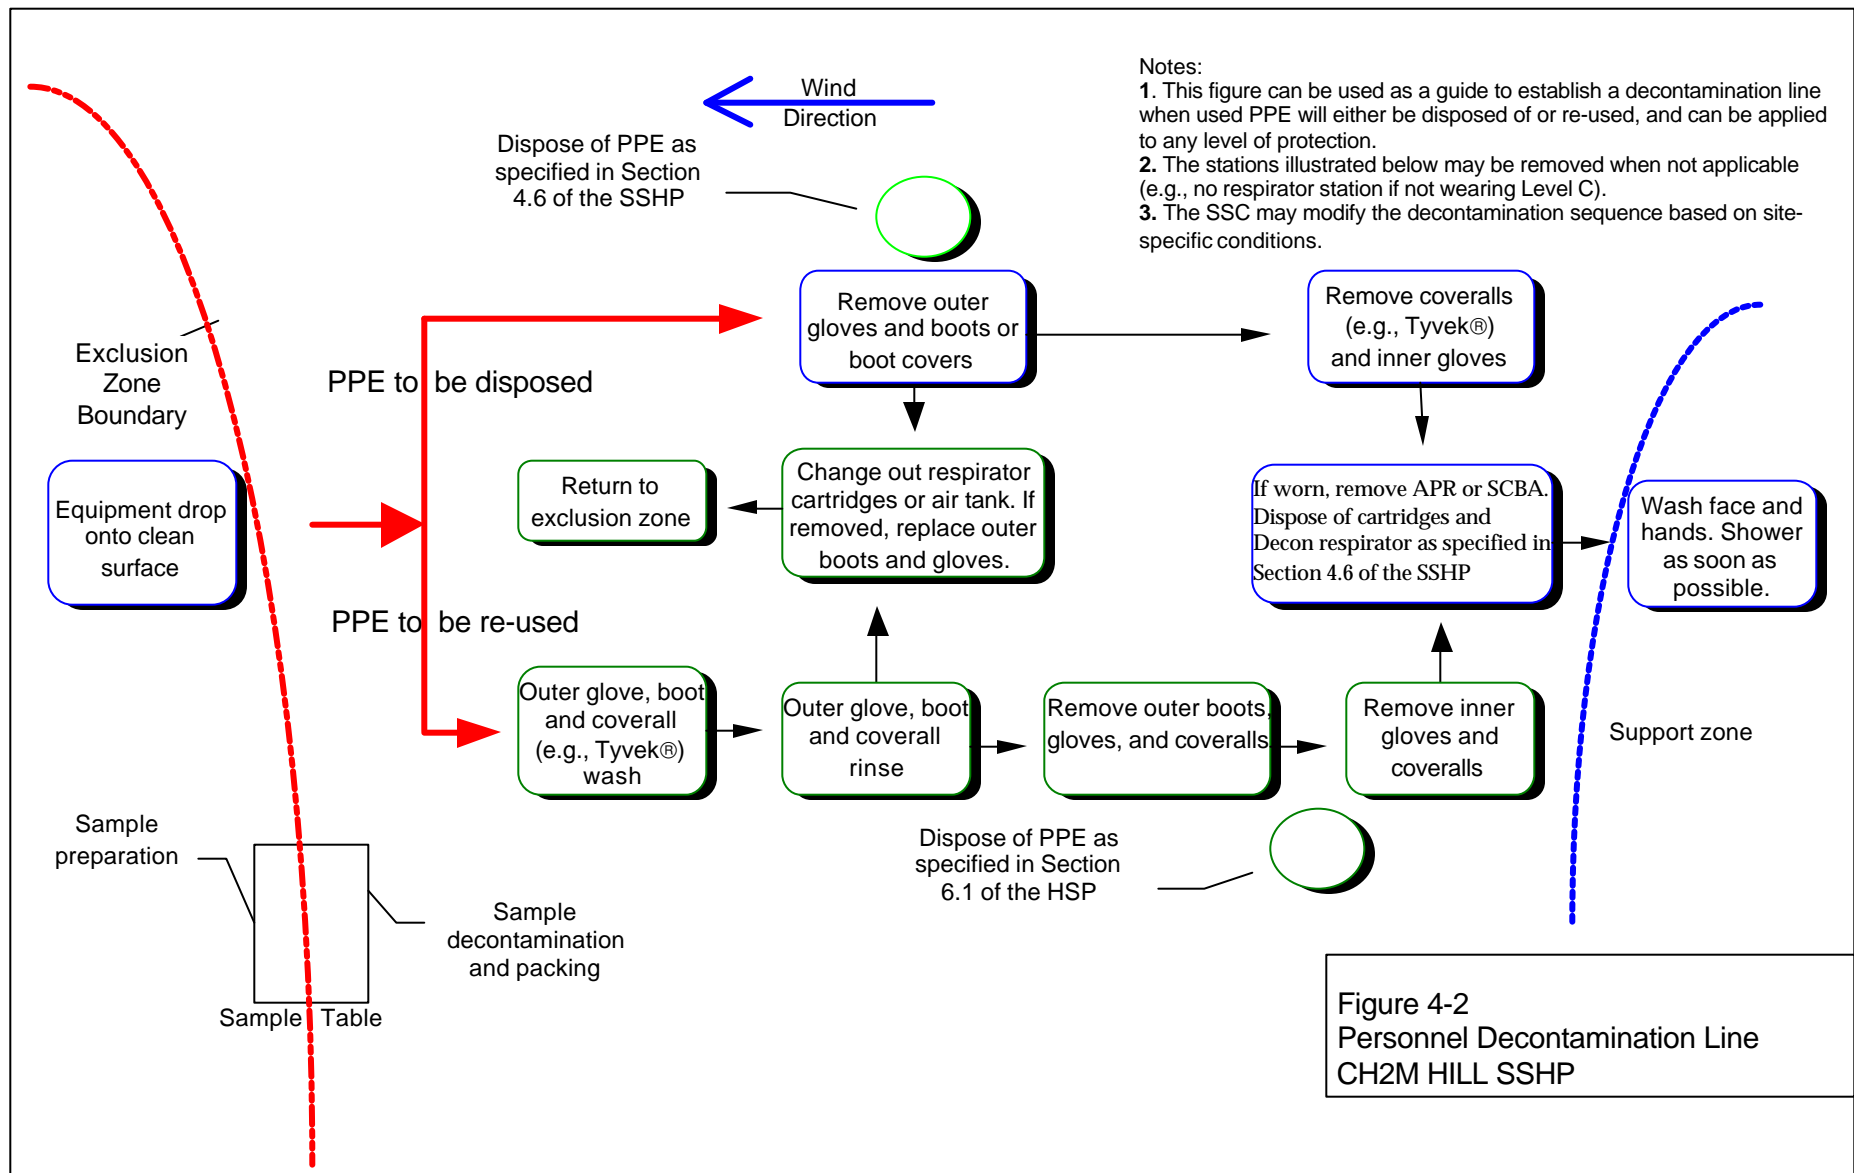 Wind
Direction
Notes:
1. This figure can be used as a guide to establish a decontamination line
when used PPE will either be disposed of or re-used, and can be applied
to any level of protection.
2. The stations illustrated below may be removed when not applicable
(e.g., no respirator station if not wearing Level C).
3. The SSC may modify the decontamination sequence based on site-
specific conditions.
Dispose of PPE as
specified in Section
4.6 of the SSHP
Exclusion
Zone
Boundary
PPE to be disposed
Remove outer
gloves and boots or
boot covers
Remove coveralls
(e.g., Tyvek®)
and inner gloves
Equipment drop
onto clean
surface
Return to
exclusion zone
Change out respirator
cartridges or air tank. If
removed, replace outer
boots and gloves.
If worn, remove APR or SCBA.
Dispose of cartridges and
Decon respirator as specified in
Section 4.6 of the SSHP
Wash face and
hands. Shower
as soon as
possible.
PPE to be re-used
Outer glove, boot
and coverall
(e.g., Tyvek®)
wash
Outer glove, boot
and coverall
rinse
Remove outer boots,
gloves, and coveralls
Remove inner
gloves and
coveralls
Support zone
Sample
preparation
Sample
decontamination
and packing
Sample Table
Dispose of PPE as
specified in Section
6.1 of the HSP
Figure 4-2
Personnel Decontamination Line
CH2M HILL SSHP